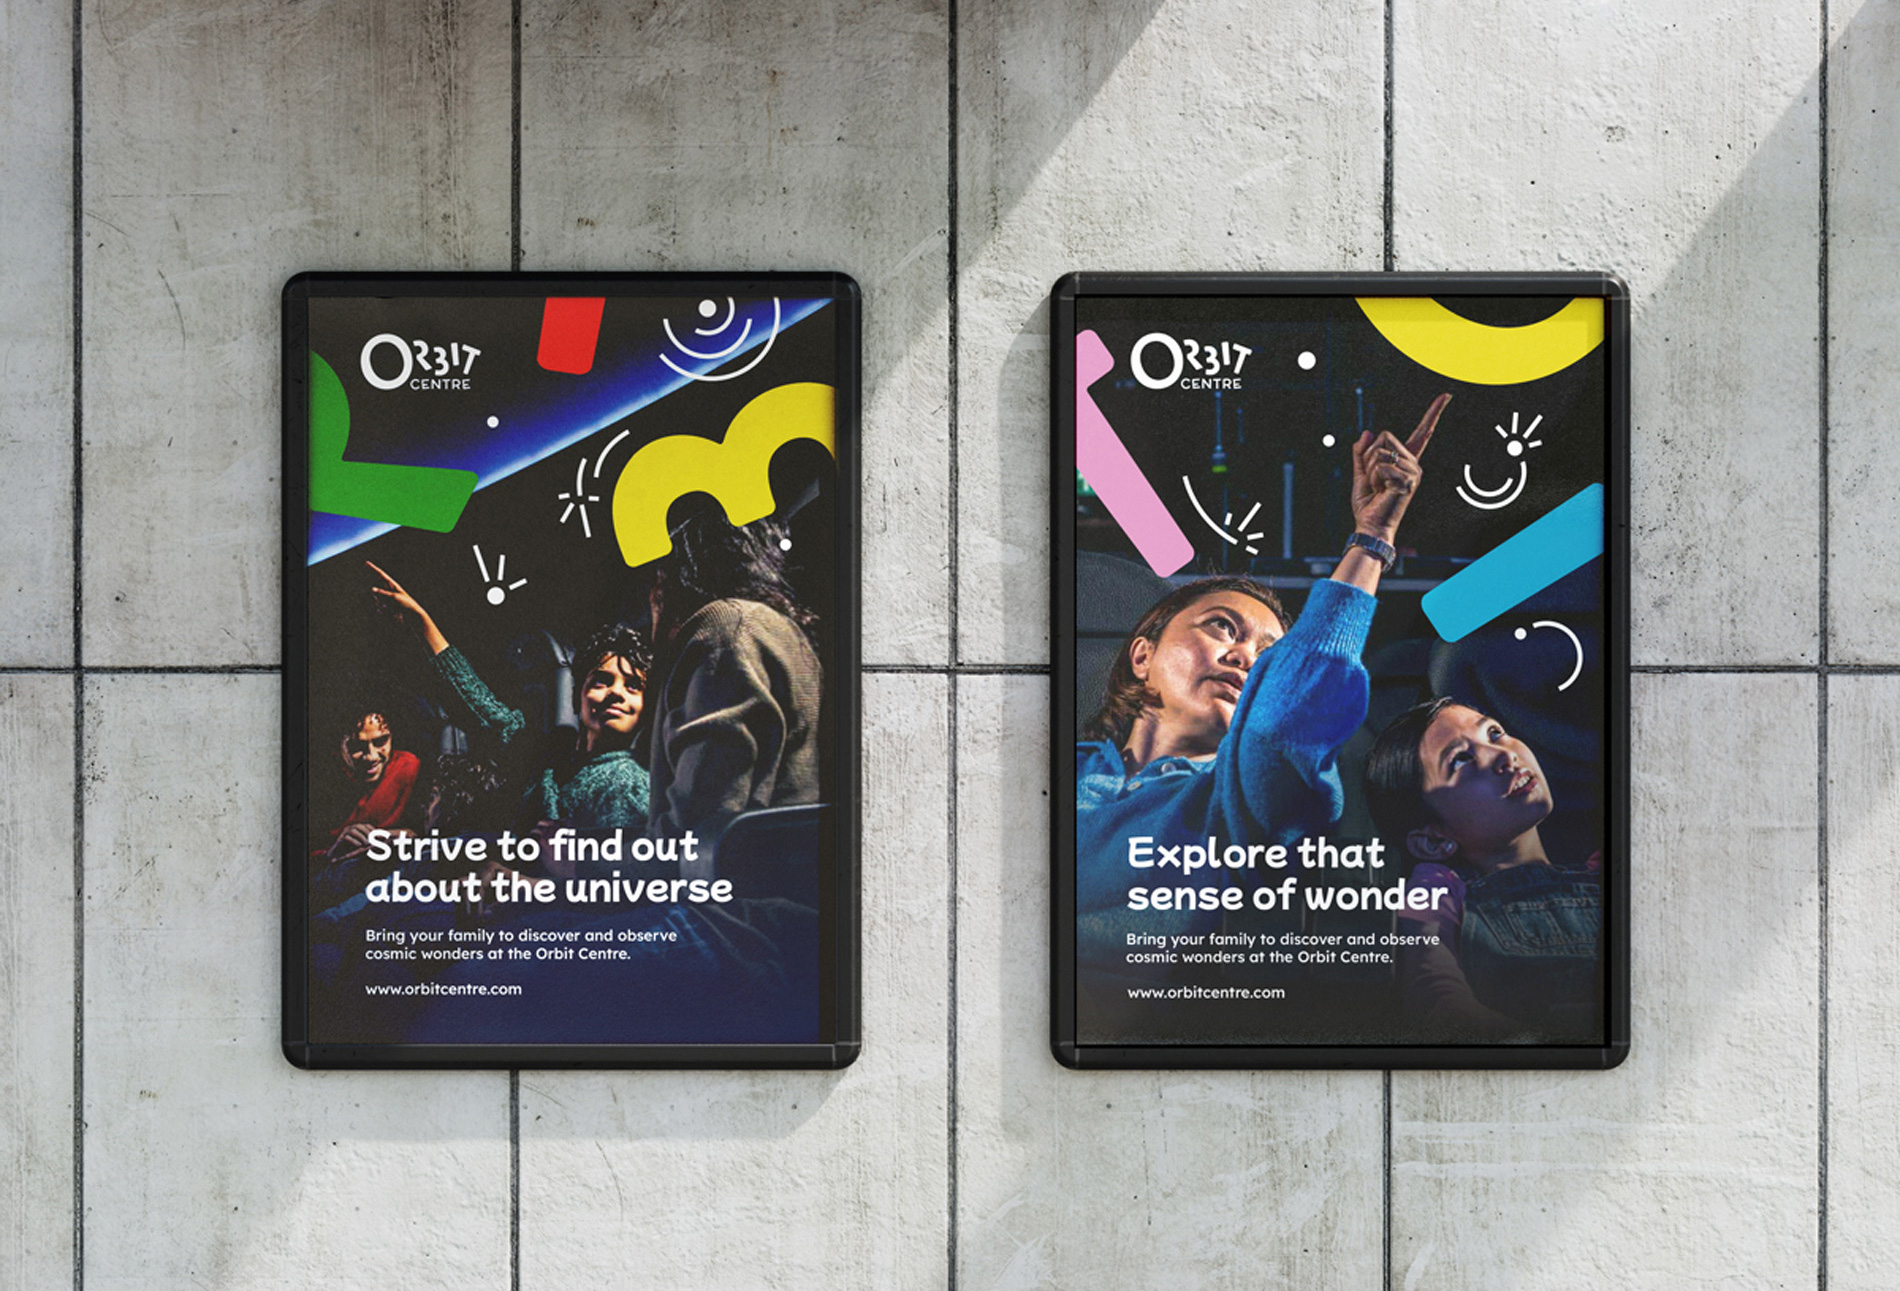 ORBIT
CENTRE
Strive to find out
about the universe
Bring your family to discover and observe
cosmic wonders at the Orbit Centre.
www.orbitcentre.com
ORBIT
CENTRE
Explore that
sense of wonder
Bring your family to discover and observe
cosmic wonders at the Orbit Centre.
www.orbitcentre.com